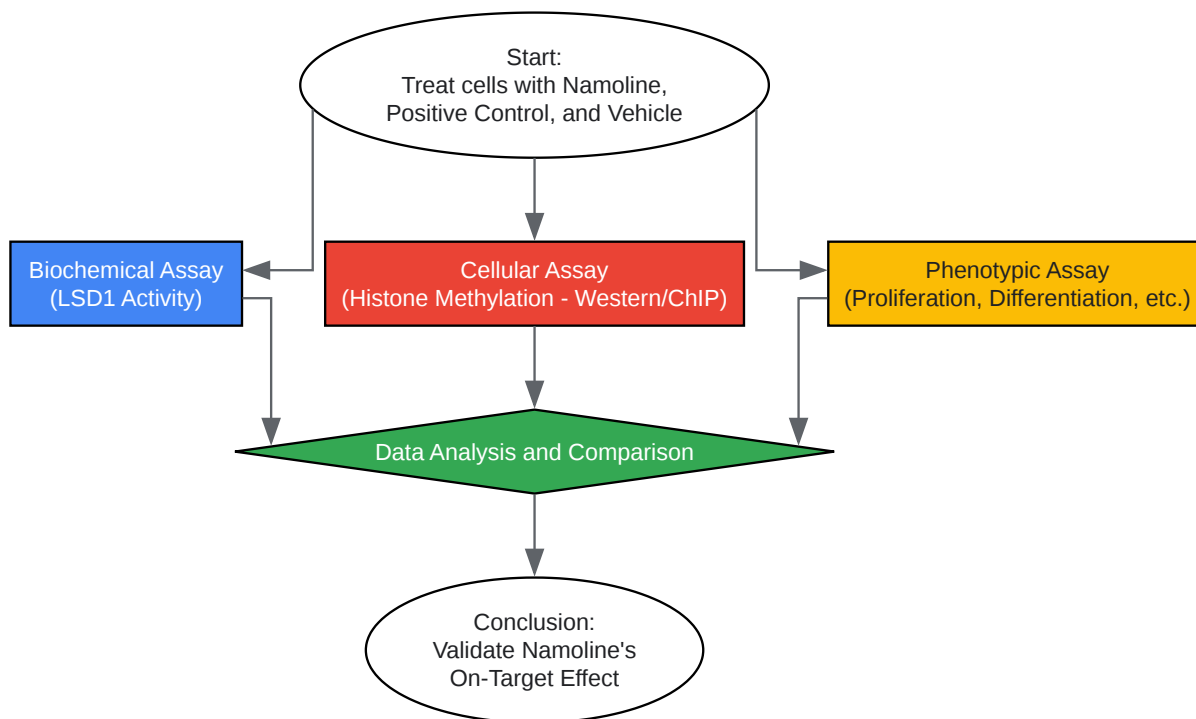 Start:
Treat cells with Namoline,
Positive Control, and Vehicle
Biochemical Assay
(LSD1 Activity)
Cellular Assay
(Histone Methylation - Western/ChIP)
Phenotypic Assay
(Proliferation, Differentiation, etc.)
Data Analysis and Comparison
Conclusion:
Validate Namoline's
On-Target Effect